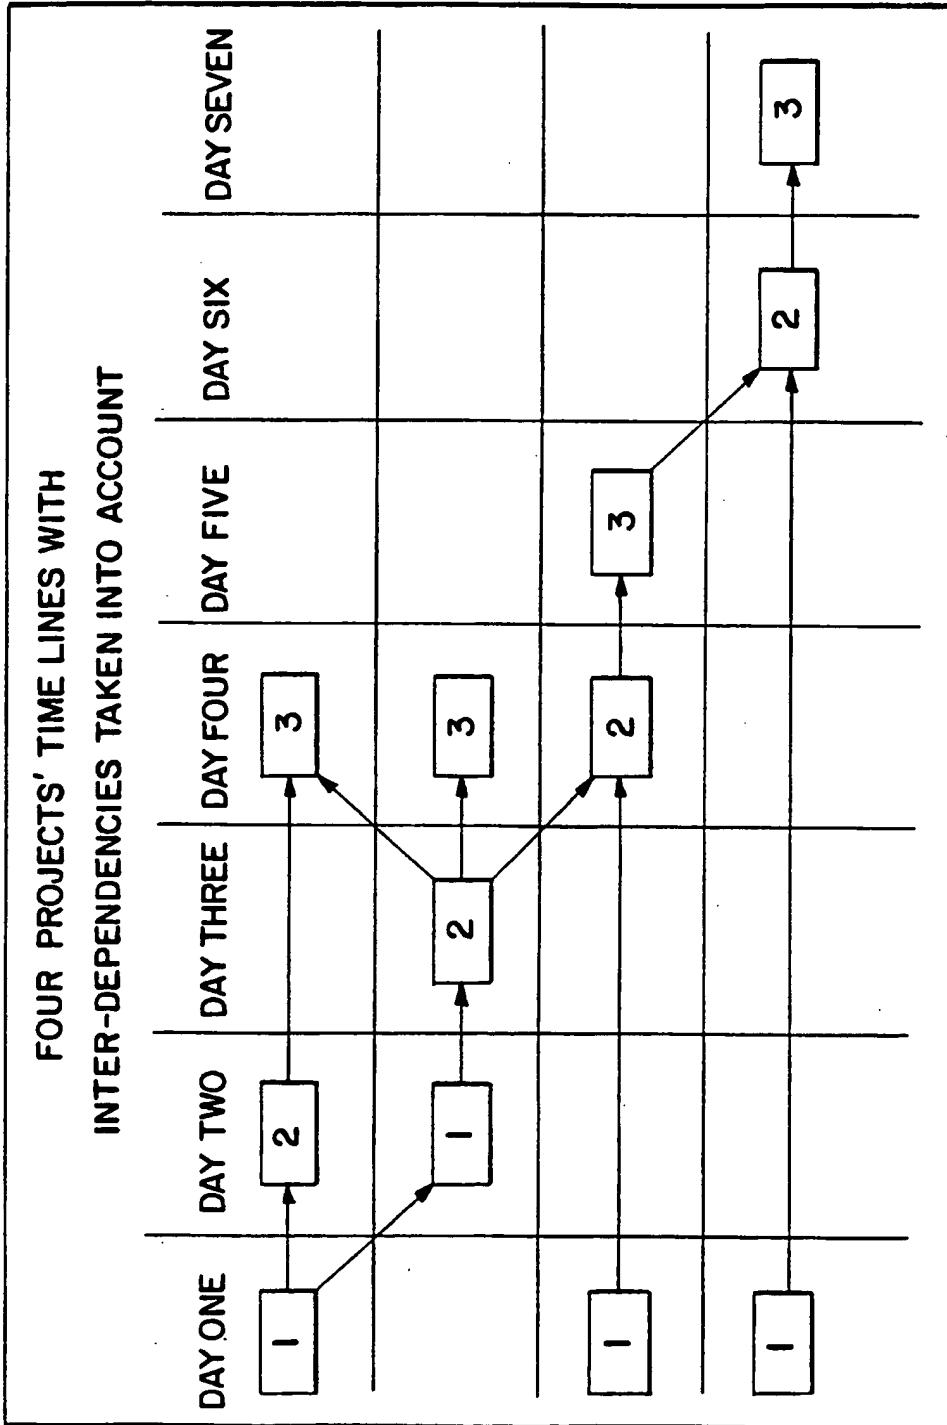 FOUR PROJECTS' TIME LINES WITH
INTER-DEPENDENCIES TAKEN INTO ACCOUNT
DAY ONE DAY TWO DAY THREE DAY FOUR DAY FIVE DAY SIX DAY SEVEN
1 2 3
1 2 3
1 2 3
1 2 3